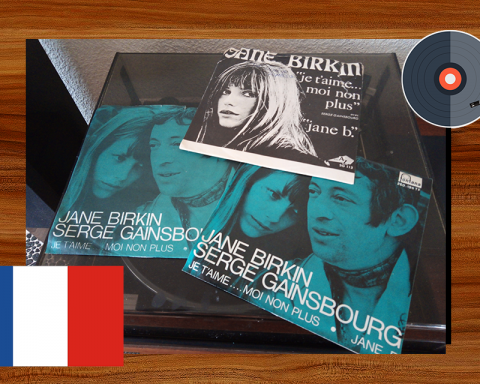 JANE BIRKIN
"je t'aime...
moi non
plus"
"jane b."
JANE BIRKIN
SERGE GAINSBO
JE T'AIME... MOI NON PLUS •
JANE BIRKIN
SERGE GAINSBOURG
JE T'AIME... MOI NON PLUS • JANE B